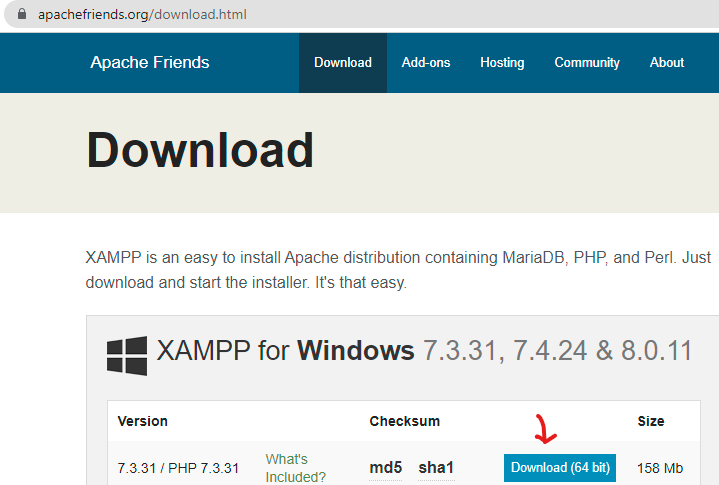 apachefriends.org/download.html
Apache Friends Download Add-ons Hosting Community About
Download
XAMPP is an easy to install Apache distribution containing MariaDB, PHP, and Perl. Just
download and start the installer. It's that easy.
XAMPP for Windows 7.3.31, 7.4.24 & 8.0.11
Version Checksum Size
7.3.31 / PHP 7.3.31 What's Included? md5 sha1 Download (64 bit) 158 Mb